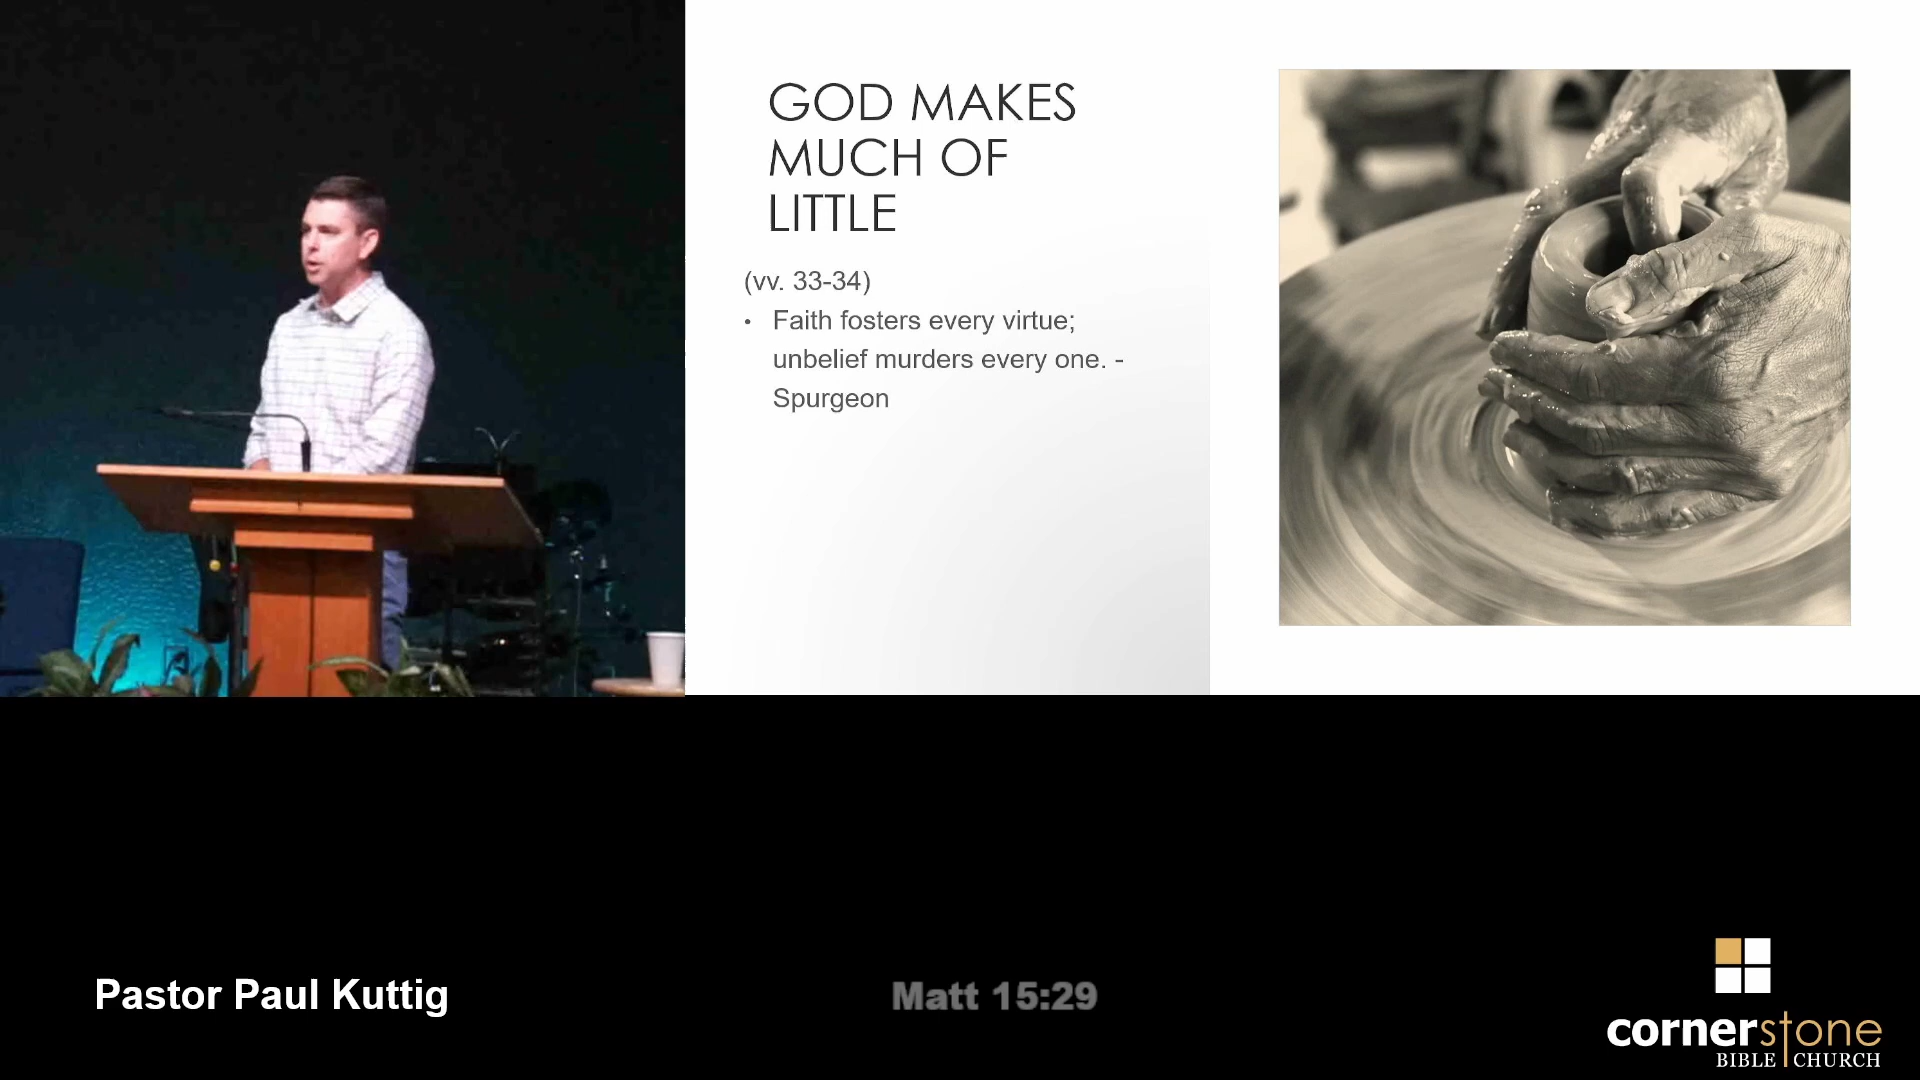 GOD MAKES
MUCH OF
LITTLE
(vv. 33-34)
• Faith fosters every virtue;
unbelief murders every one. -
Spurgeon
Pastor Paul Kuttig
Matt 15:29
cornerstone
BIBLE CHURCH